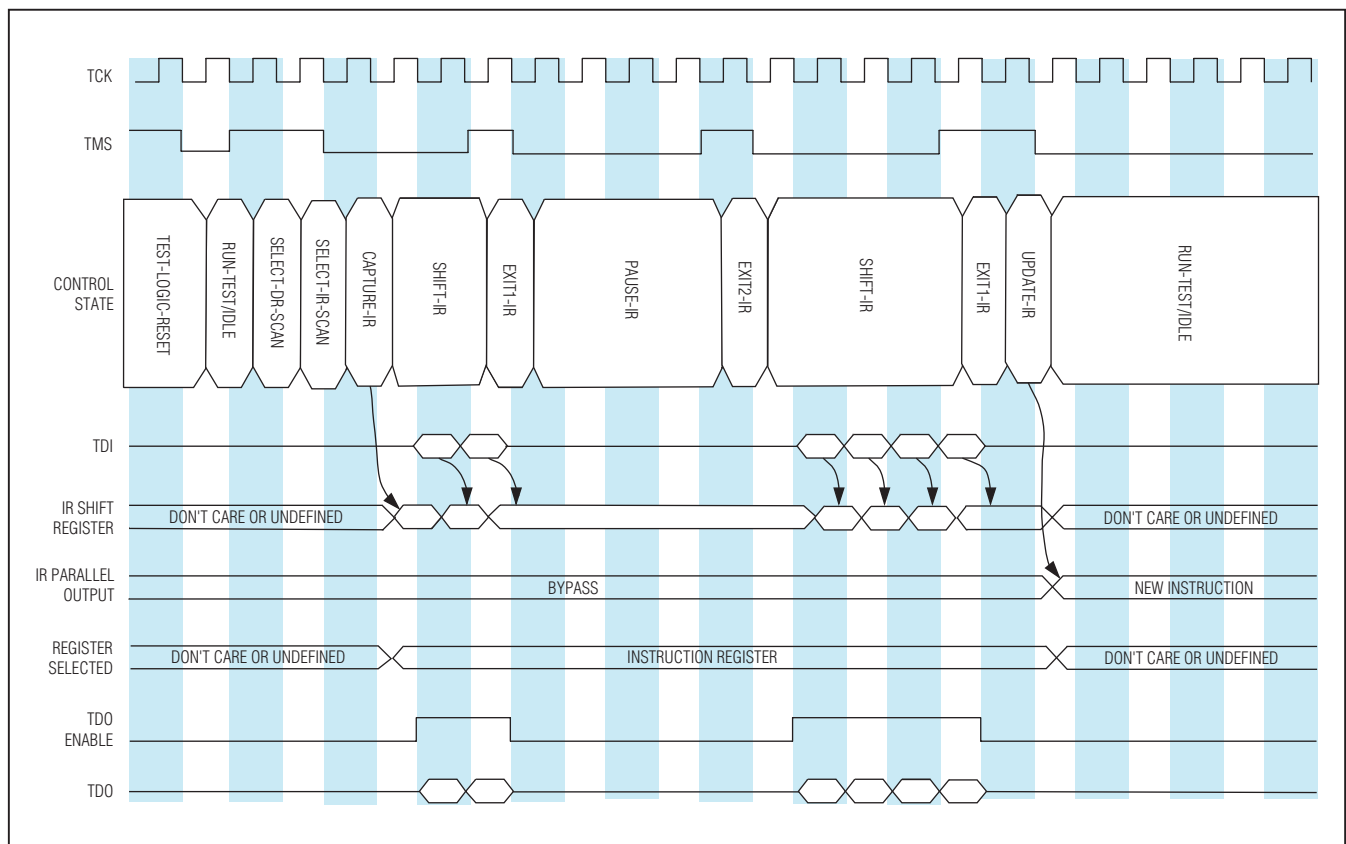 TCK
TMS
CONTROL
STATE
TEST-LOGIC-RESET
RUN-TEST/IDLE
SELECT-DR-SCAN
SELECT-IR-SCAN
CAPTURE-IR
SHIFT-IR
EXIT1-IR
PAUSE-IR
EXIT2-IR
SHIFT-IR
EXIT1-IR
UPDATE-IR
RUN-TEST/IDLE
TDI
IR SHIFT
REGISTER
DON'T CARE OR UNDEFINED
DON'T CARE OR UNDEFINED
IR PARALLEL
OUTPUT
BYPASS
NEW INSTRUCTION
REGISTER
SELECTED
DON'T CARE OR UNDEFINED
INSTRUCTION REGISTER
DON'T CARE OR UNDEFINED
TDO
ENABLE
TDO